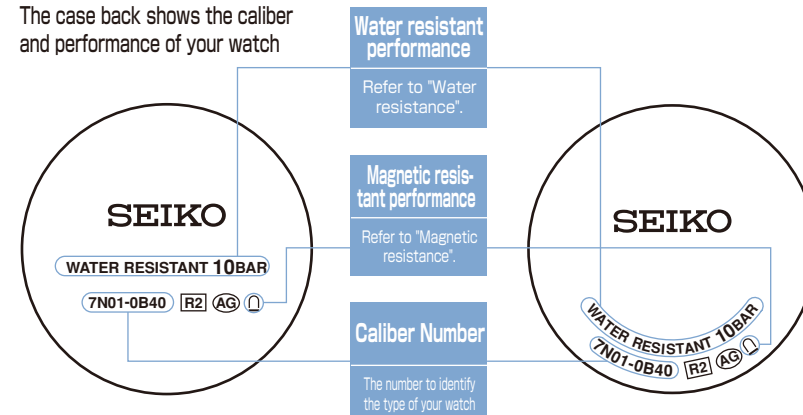 The case back shows the caliber
and performance of your watch
Water resistant
performance
Refer to "Water
resistance".
Magnetic resis-
tant performance
Refer to "Magnetic
resistance".
Caliber Number
The number to identify
the type of your watch
SEIKO
WATER RESISTANT 10BAR
7N01-0B40 R2 AG
SEIKO
WATER RESISTANT 10BAR
7N01-0B40 R2 AG